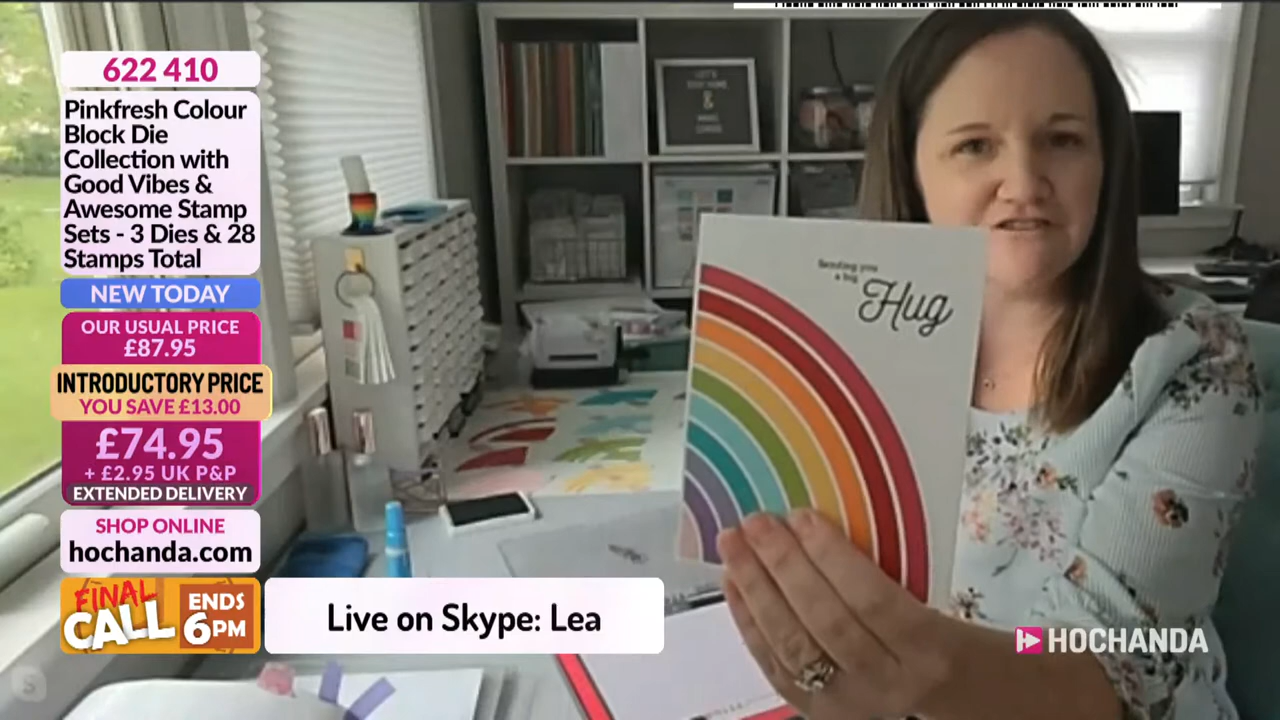 622 410
Pinkfresh Colour
Block Die
Collection with
Good Vibes &
Awesome Stamp
Sets - 3 Dies & 28
Stamps Total
NEW TODAY
OUR USUAL PRICE
£87.95
INTRODUCTORY PRICE
YOU SAVE £13.00
£74.95
+ £2.95 UK P&P
EXTENDED DELIVERY
SHOP ONLINE
hochanda.com
FINAL
CALL
ENDS
6PM
Live on Skype: Lea
Sending you
a big
Hug
HOCHANDA